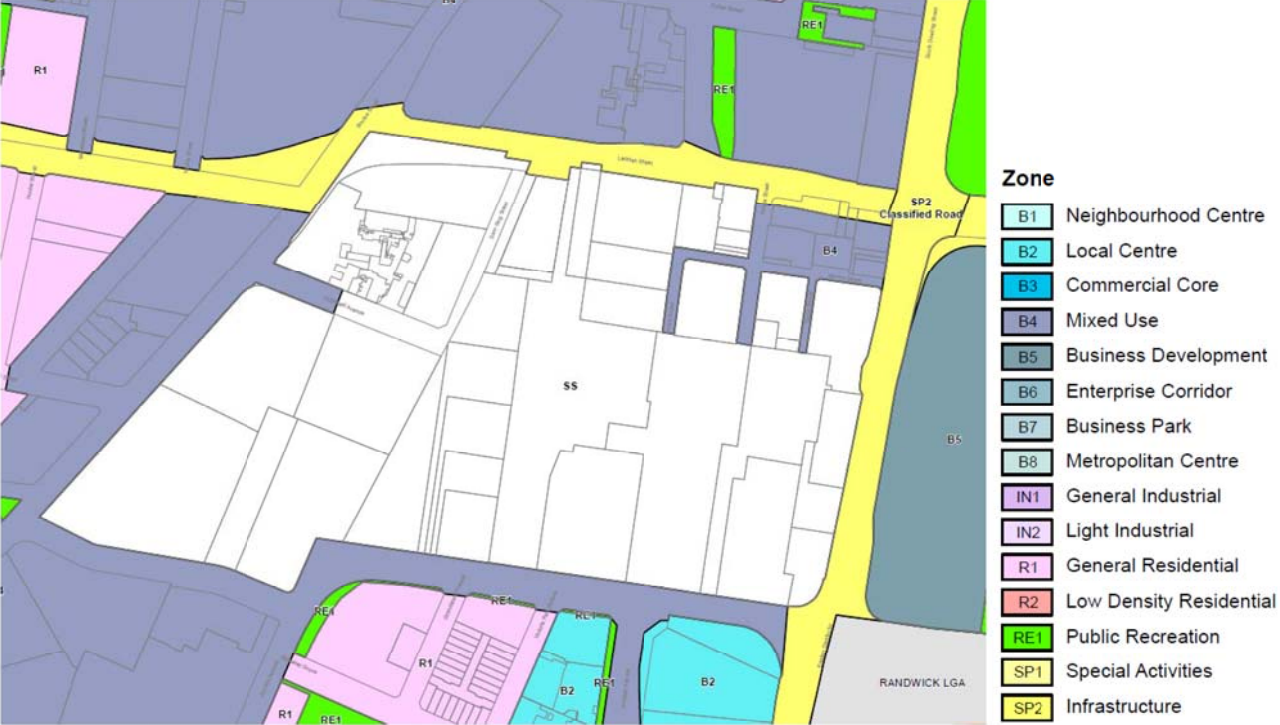 B4
RE1
R1
RE1
Lachlan Street
SP2
Classified Road
B4
SS
B5
RE1
RE1
RE1
R1
B2
RE1
B2
R1
RE1
RANDWICK LGA
Zone
B1 Neighbourhood Centre
B2 Local Centre
B3 Commercial Core
B4 Mixed Use
B5 Business Development
B6 Enterprise Corridor
B7 Business Park
B8 Metropolitan Centre
IN1 General Industrial
IN2 Light Industrial
R1 General Residential
R2 Low Density Residential
RE1 Public Recreation
SP1 Special Activities
SP2 Infrastructure